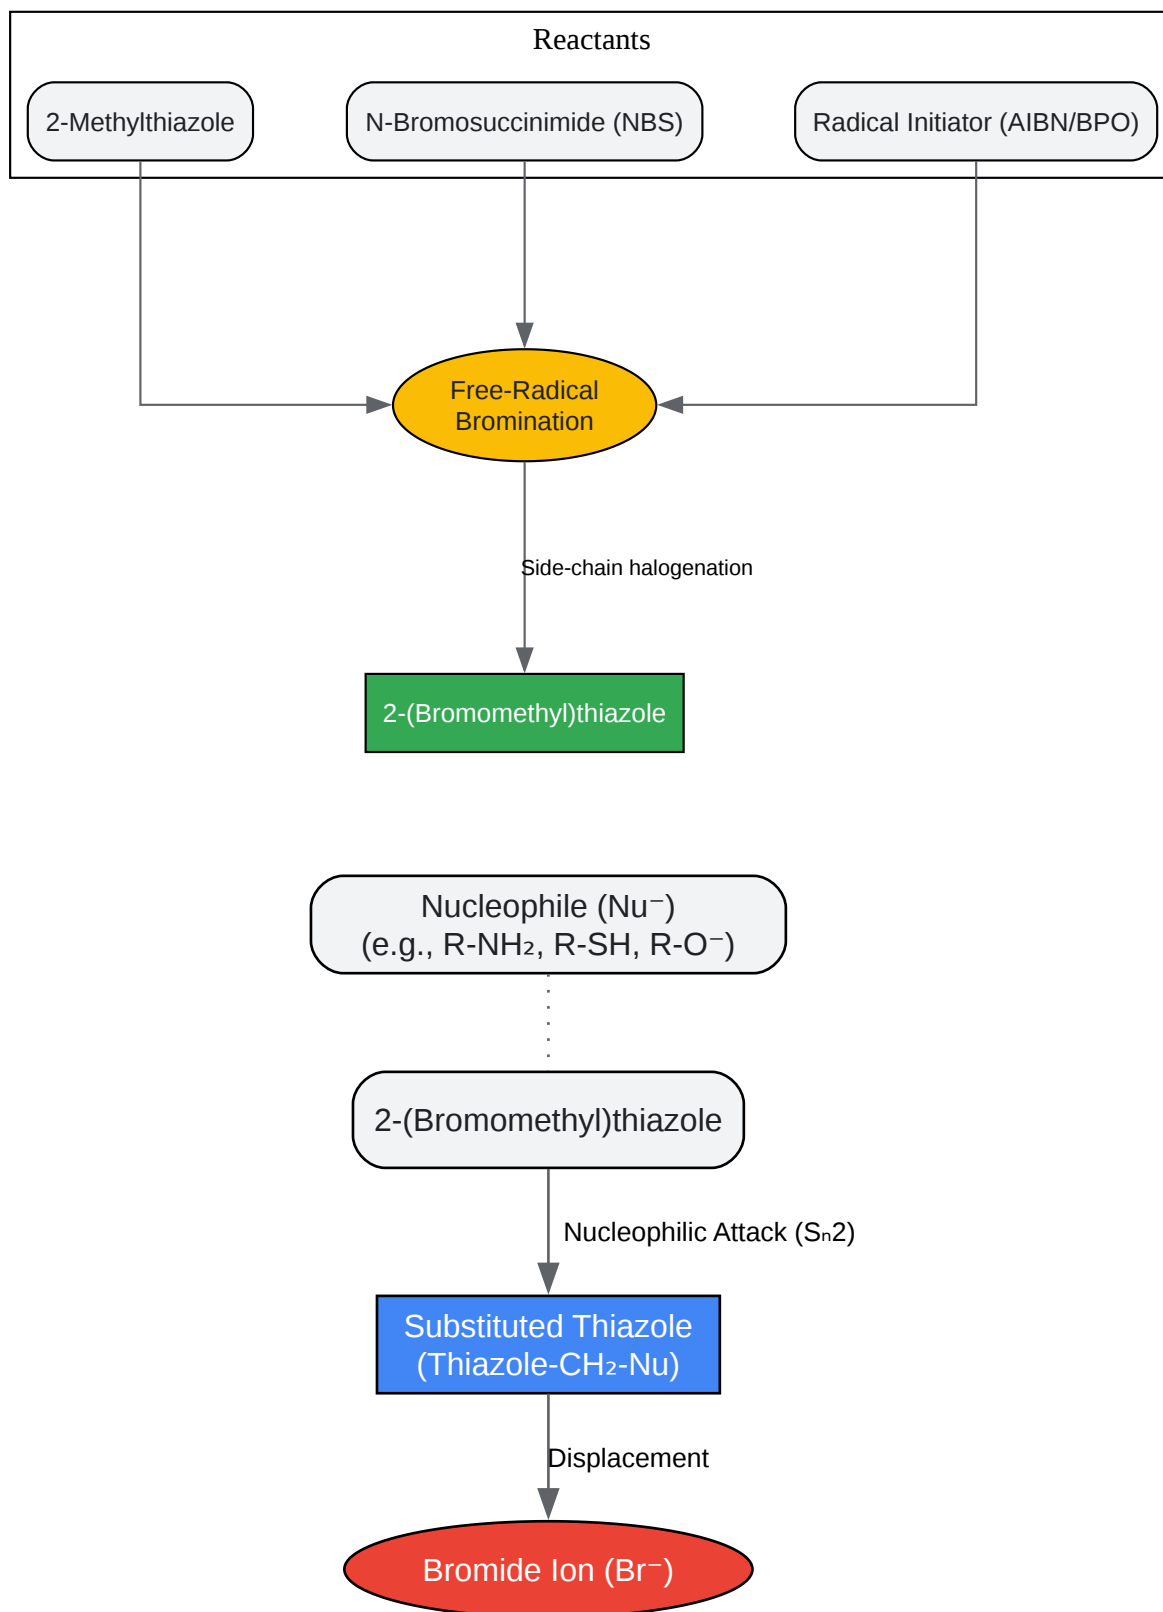 Reactants
2-Methylthiazole
N-Bromosuccinimide (NBS)
Radical Initiator (AIBN/BPO)
Free-Radical
Bromination
Side-chain halogenation
2-(Bromomethyl)thiazole
Nucleophile (Nu⁻)
(e.g., R-NH₂, R-SH, R-O⁻)
2-(Bromomethyl)thiazole
Nucleophilic Attack (Sₙ2)
Substituted Thiazole
(Thiazole-CH₂-Nu)
Displacement
Bromide Ion (Br⁻)